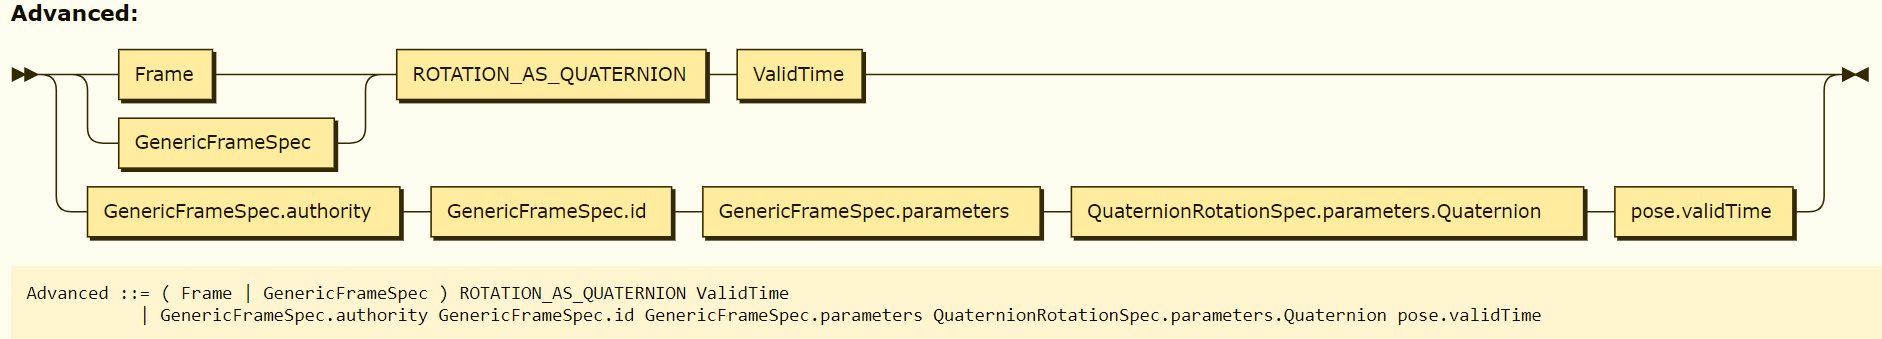 Advanced:
Frame ROTATION_AS_QUATERNION ValidTime
GenericFrameSpec
GenericFrameSpec.authority GenericFrameSpec.id GenericFrameSpec.parameters QuaternionRotationSpec.parameters.Quaternion pose.validTime
Advanced ::= ( Frame | GenericFrameSpec ) ROTATION_AS_QUATERNION ValidTime
| GenericFrameSpec.authority GenericFrameSpec.id GenericFrameSpec.parameters QuaternionRotationSpec.parameters.Quaternion pose.validTime